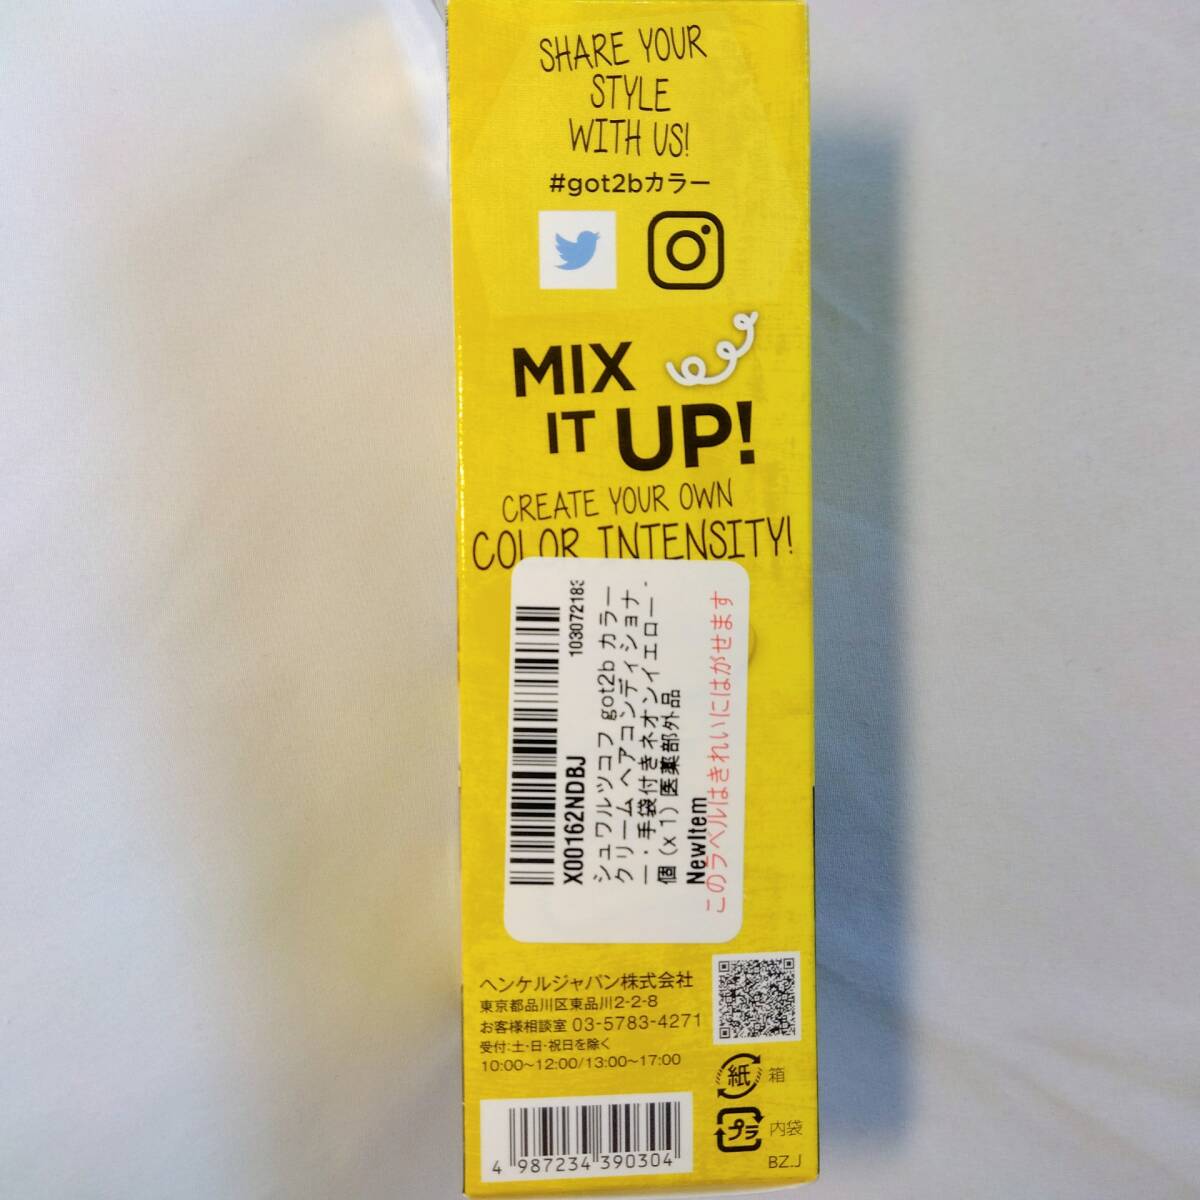 SHARE YOUR
STYLE
WITH US!
#got2bカラー
MIX
IT UP!
CREATE YOUR OWN
COLOR INTENSITY!
10307218
X00162NDBJ
シュワルツコフ got2b カラー
クリーム ヘアコンディショナ
ー・手袋付きネオンイエロー
個 (x 1) 医薬部外品
NewItem
このラベルはきれいにはがせます
ヘンケルジャパン株式会社
東京都品川区東品川2-2-8
お客様相談室 03-5783-4271
受付:土・日・祝日を除く
10:00~12:00/13:00~17:00
紙 箱
プラ 内袋
BZ.J
4 987234 390304